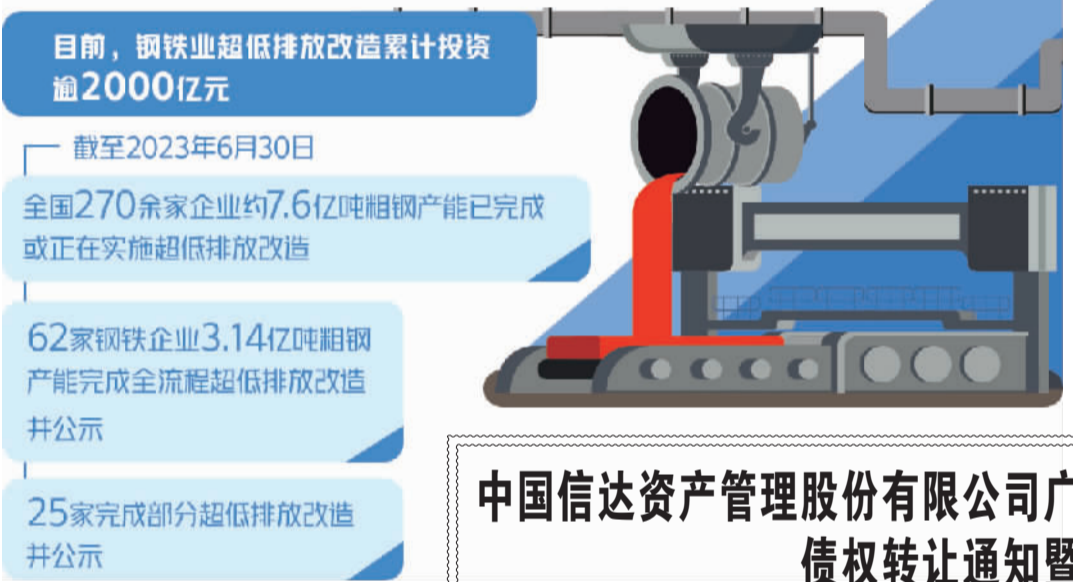 目前，钢铁业超低排放改造累计投资
逾2000亿元
截至2023年6月30日
全国270余家企业约7.6亿吨粗钢产能已完成
或正在实施超低排放改造
62家钢铁企业3.14亿吨粗钢
产能完成全流程超低排放改造
并公示
25家完成部分超低排放改造
并公示
中国信达资产管理股份有限公司广
债权转让通知暨